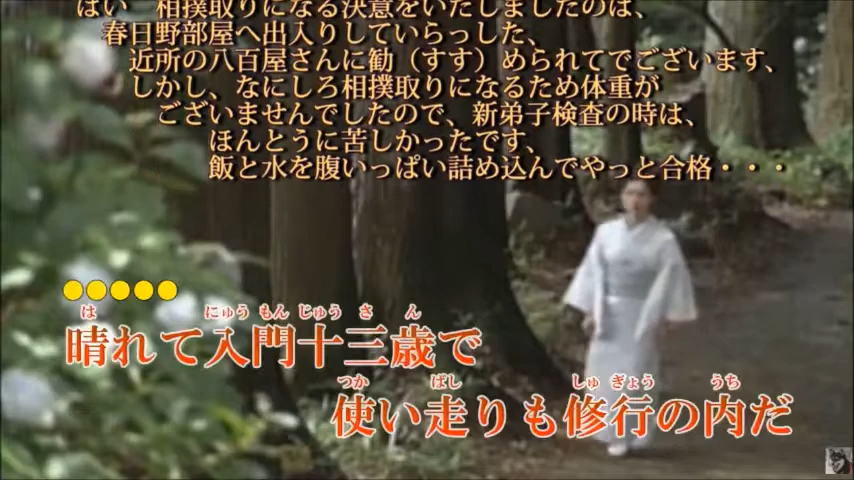 はい 相撲取りになる決意をいたしましたのは、
春日野部屋へ出入りしていらっした、
近所の八百屋さんに勧（すす）められてでございます、
しかし、なにしろ相撲取りになるため体重が
ございませんでしたので、新弟子検査の時は、
ほんとうに苦しかったです、
飯と水を腹いっぱい詰め込んでやっと合格・・・
は にゅう もん じゅう さ ん
晴れて入門十三歳で
つか ばし しゅ ぎょう うち
使い走りも修行の内だ